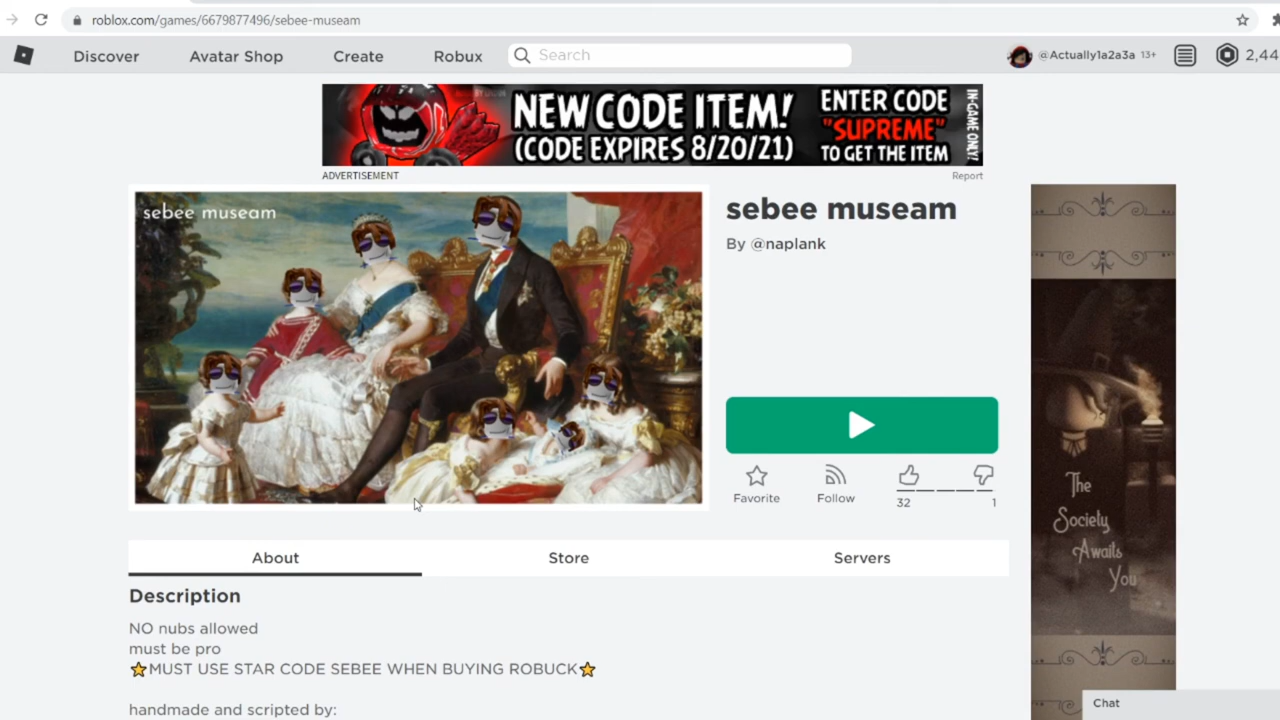 roblox.com/games/6679877496/sebee-museam
Discover
Avatar Shop
Create
Robux
Search
@Actually1a2a3a 13+
2,44
NEW CODE ITEM!
(CODE EXPIRES 8/20/21)
ENTER CODE
"SUPREME"
TO GET THE ITEM
IN-GAME ONLY!
ADVERTISEMENT
Report
sebee museam
sebee museam
By @naplank
Favorite
Follow
32
1
The
Society
Awaits
You
About
Store
Servers
Description
NO nubs allowed
must be pro
⭐MUST USE STAR CODE SEBEE WHEN BUYING ROBUCK⭐
handmade and scripted by:
Chat